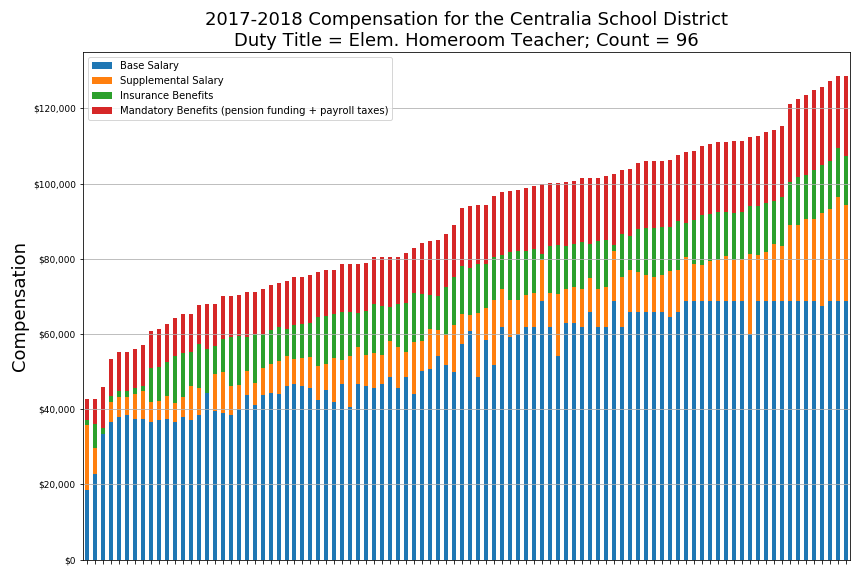 2017-2018 Compensation for the Centralia School District
Duty Title = Elem. Homeroom Teacher; Count = 96
Base Salary
Supplemental Salary
Insurance Benefits
Mandatory Benefits (pension funding + payroll taxes)
$120,000
$100,000
$80,000
$60,000
$40,000
$20,000
$0
Compensation